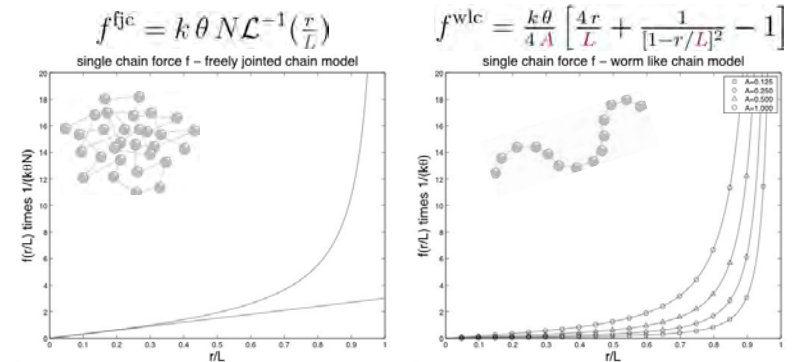 f^fjc = k θ N 𝓛^−1(r/L)
single chain force f – freely jointed chain model
f(r/L) times 1/(kθN)
20
18
16
14
12
10
8
6
4
2
0
0 0.1 0.2 0.3 0.4 0.5 0.6 0.7 0.8 0.9 1
r/L
f^wlc = kθ/4A [4r/L + 1/[1−r/L]^2 − 1]
single chain force f – worm like chain model
A=0.125
A=0.250
A=0.500
A=1.000
f(r/L) times 1/(kθ)
20
18
16
14
12
10
8
6
4
2
0
0 0.1 0.2 0.3 0.4 0.5 0.6 0.7 0.8 0.9 1
r/L